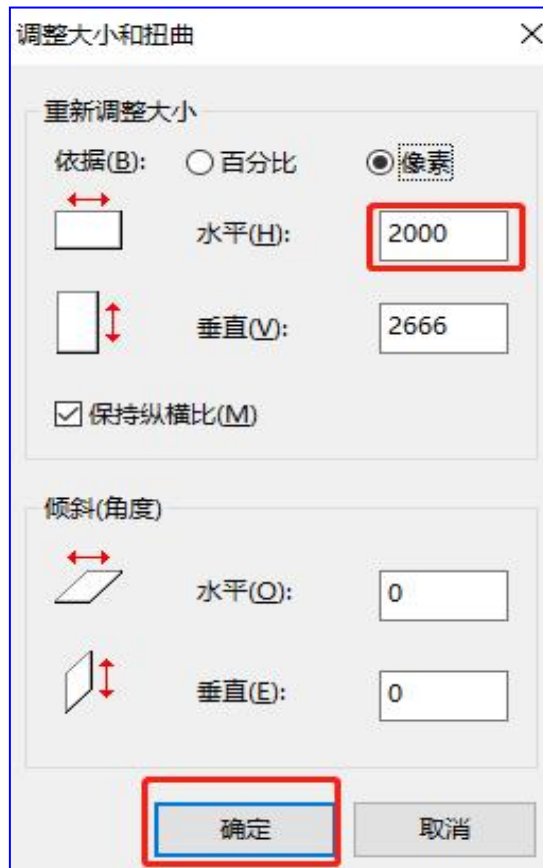 调整大小和扭曲
重新调整大小
依据(B): 百分比 像素
水平(H): 2000
垂直(V): 2666
保持纵横比(M)
倾斜(角度)
水平(O): 0
垂直(E): 0
确定 取消